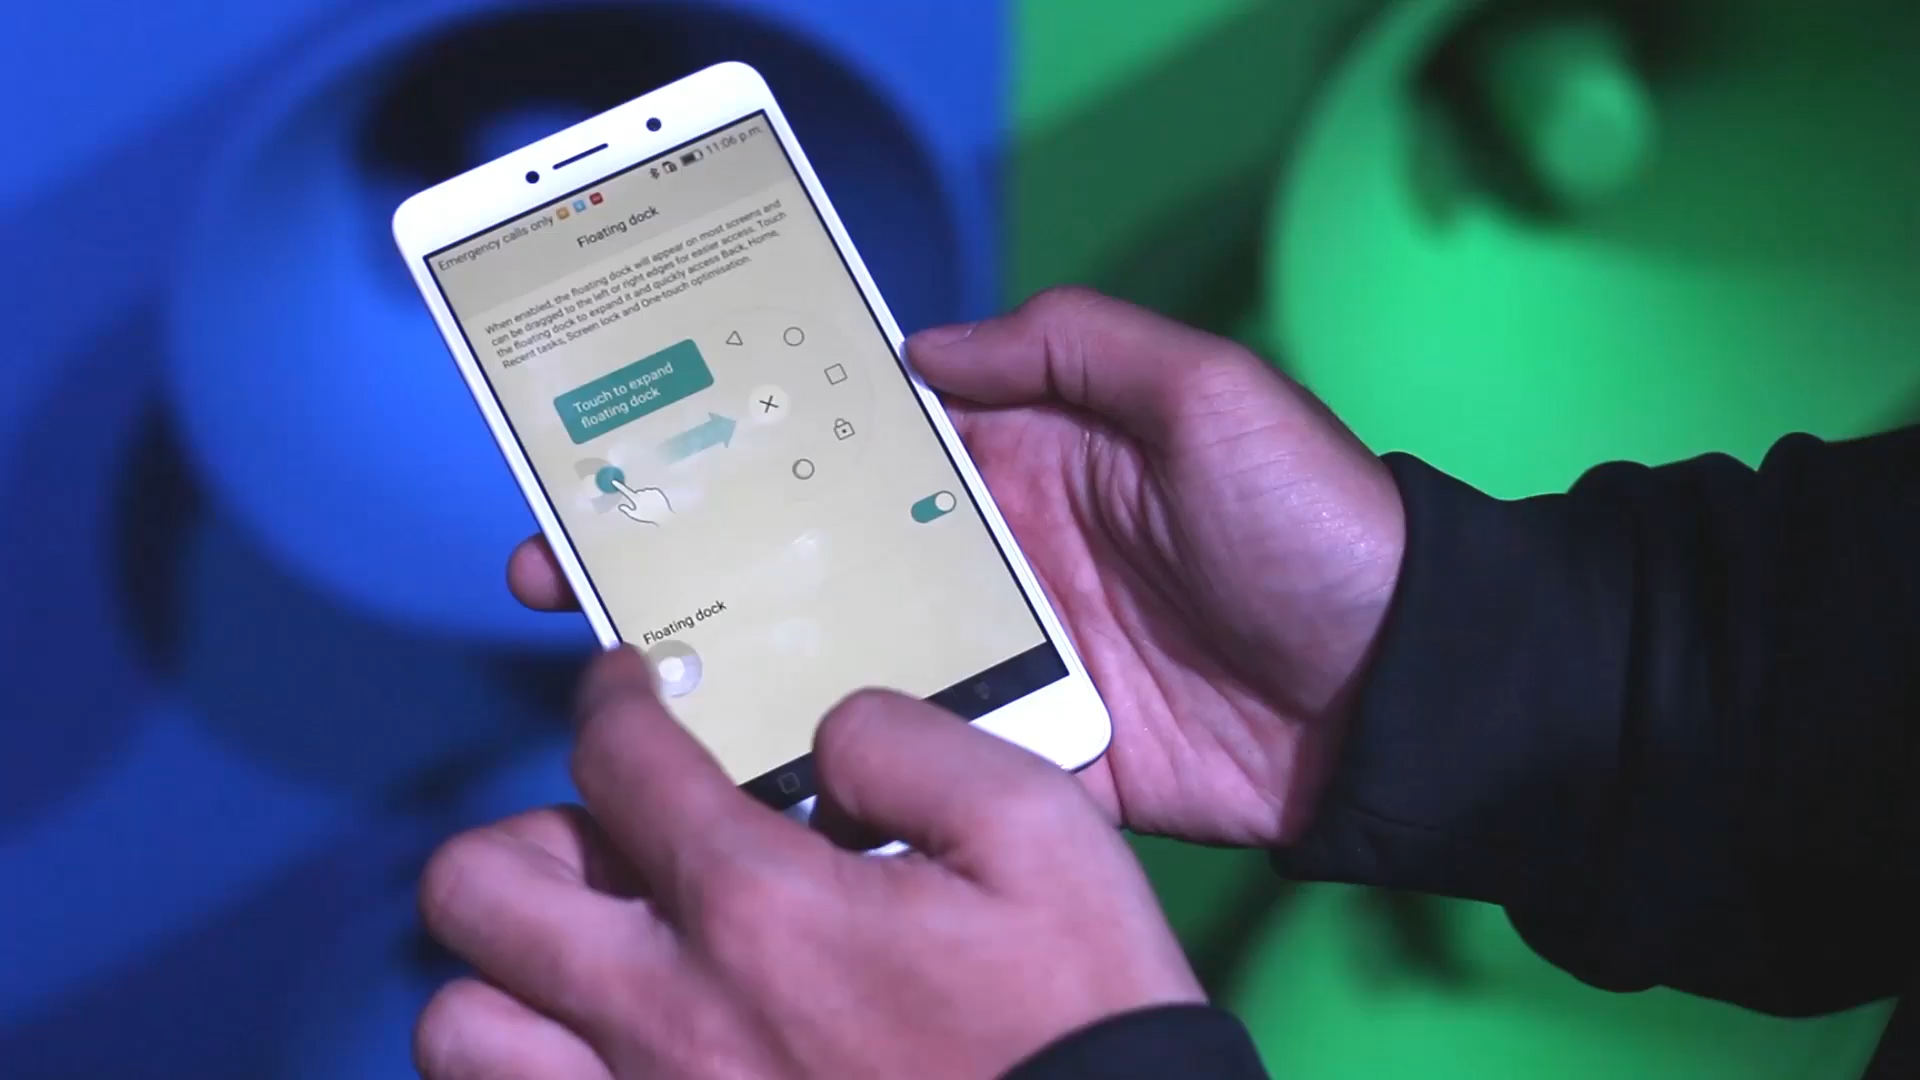 Emergency calls only
11:06 p.m.
Floating dock
When enabled, the floating dock will appear on most screens and
can be dragged to the left or right edges for easier access. Touch
the floating dock to expand it and quickly access Back, Home,
Recent tasks, Screen lock and One-touch optimisation.
Touch to expand
floating dock
Floating dock